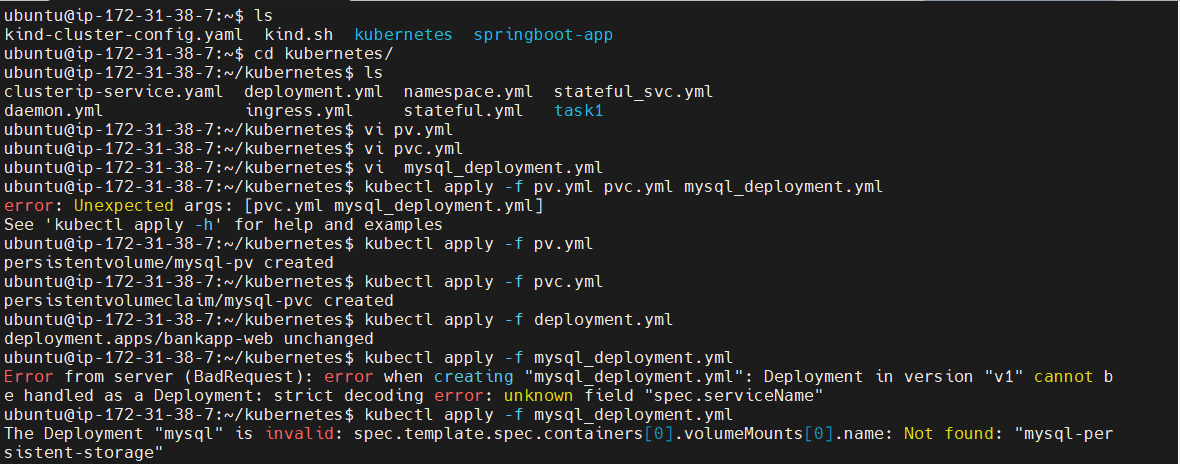 ubuntu@ip-172-31-38-7:~$ ls
kind-cluster-config.yaml  kind.sh  kubernetes  springboot-app
ubuntu@ip-172-31-38-7:~$ cd kubernetes/
ubuntu@ip-172-31-38-7:~/kubernetes$ ls
clusterip-service.yaml  deployment.yml  namespace.yml  stateful_svc.yml
daemon.yml              ingress.yml     stateful.yml   task1
ubuntu@ip-172-31-38-7:~/kubernetes$ vi pv.yml
ubuntu@ip-172-31-38-7:~/kubernetes$ vi pvc.yml
ubuntu@ip-172-31-38-7:~/kubernetes$ vi  mysql_deployment.yml
ubuntu@ip-172-31-38-7:~/kubernetes$ kubectl apply -f pv.yml pvc.yml mysql_deployment.yml
error: Unexpected args: [pvc.yml mysql_deployment.yml]
See 'kubectl apply -h' for help and examples
ubuntu@ip-172-31-38-7:~/kubernetes$ kubectl apply -f pv.yml
persistentvolume/mysql-pv created
ubuntu@ip-172-31-38-7:~/kubernetes$ kubectl apply -f pvc.yml
persistentvolumeclaim/mysql-pvc created
ubuntu@ip-172-31-38-7:~/kubernetes$ kubectl apply -f deployment.yml
deployment.apps/bankapp-web unchanged
ubuntu@ip-172-31-38-7:~/kubernetes$ kubectl apply -f mysql_deployment.yml
Error from server (BadRequest): error when creating "mysql_deployment.yml": Deployment in version "v1" cannot b
e handled as a Deployment: strict decoding error: unknown field "spec.serviceName"
ubuntu@ip-172-31-38-7:~/kubernetes$ kubectl apply -f mysql_deployment.yml
The Deployment "mysql" is invalid: spec.template.spec.containers[0].volumeMounts[0].name: Not found: "mysql-per
sistent-storage"